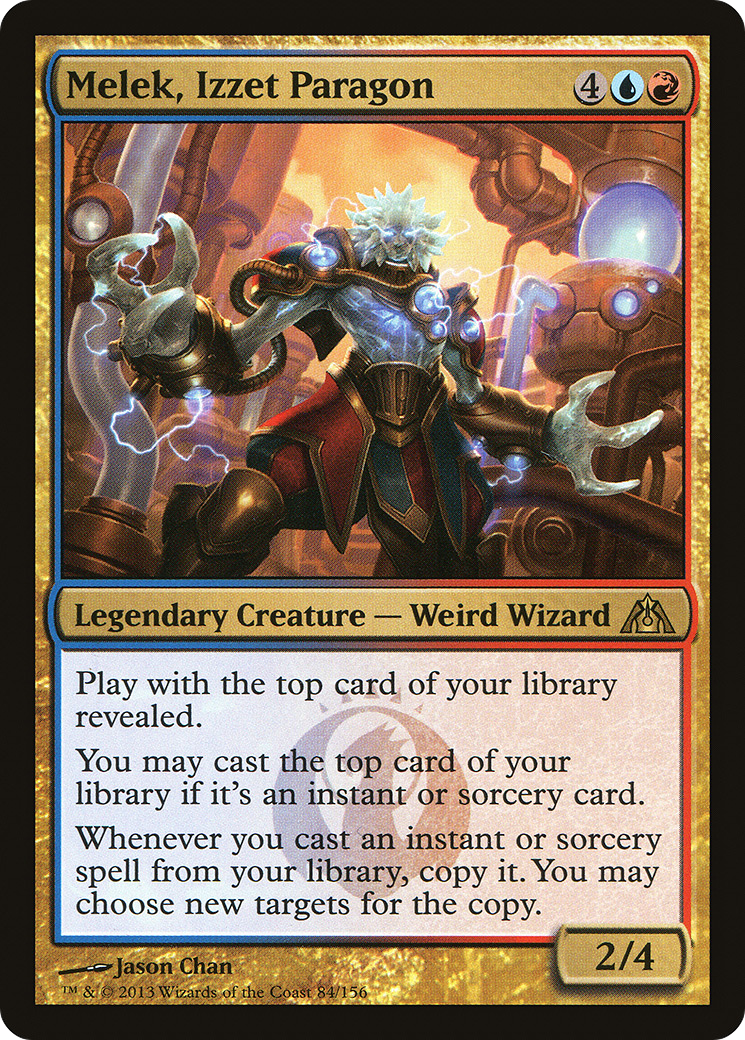 Melek, Izzet Paragon 4
Legendary Creature — Weird Wizard
Play with the top card of your library
revealed.
You may cast the top card of your
library if it's an instant or sorcery card.
Whenever you cast an instant or sorcery
spell from your library, copy it. You may
choose new targets for the copy.
2/4
Jason Chan
™ & © 2013 Wizards of the Coast 84/156